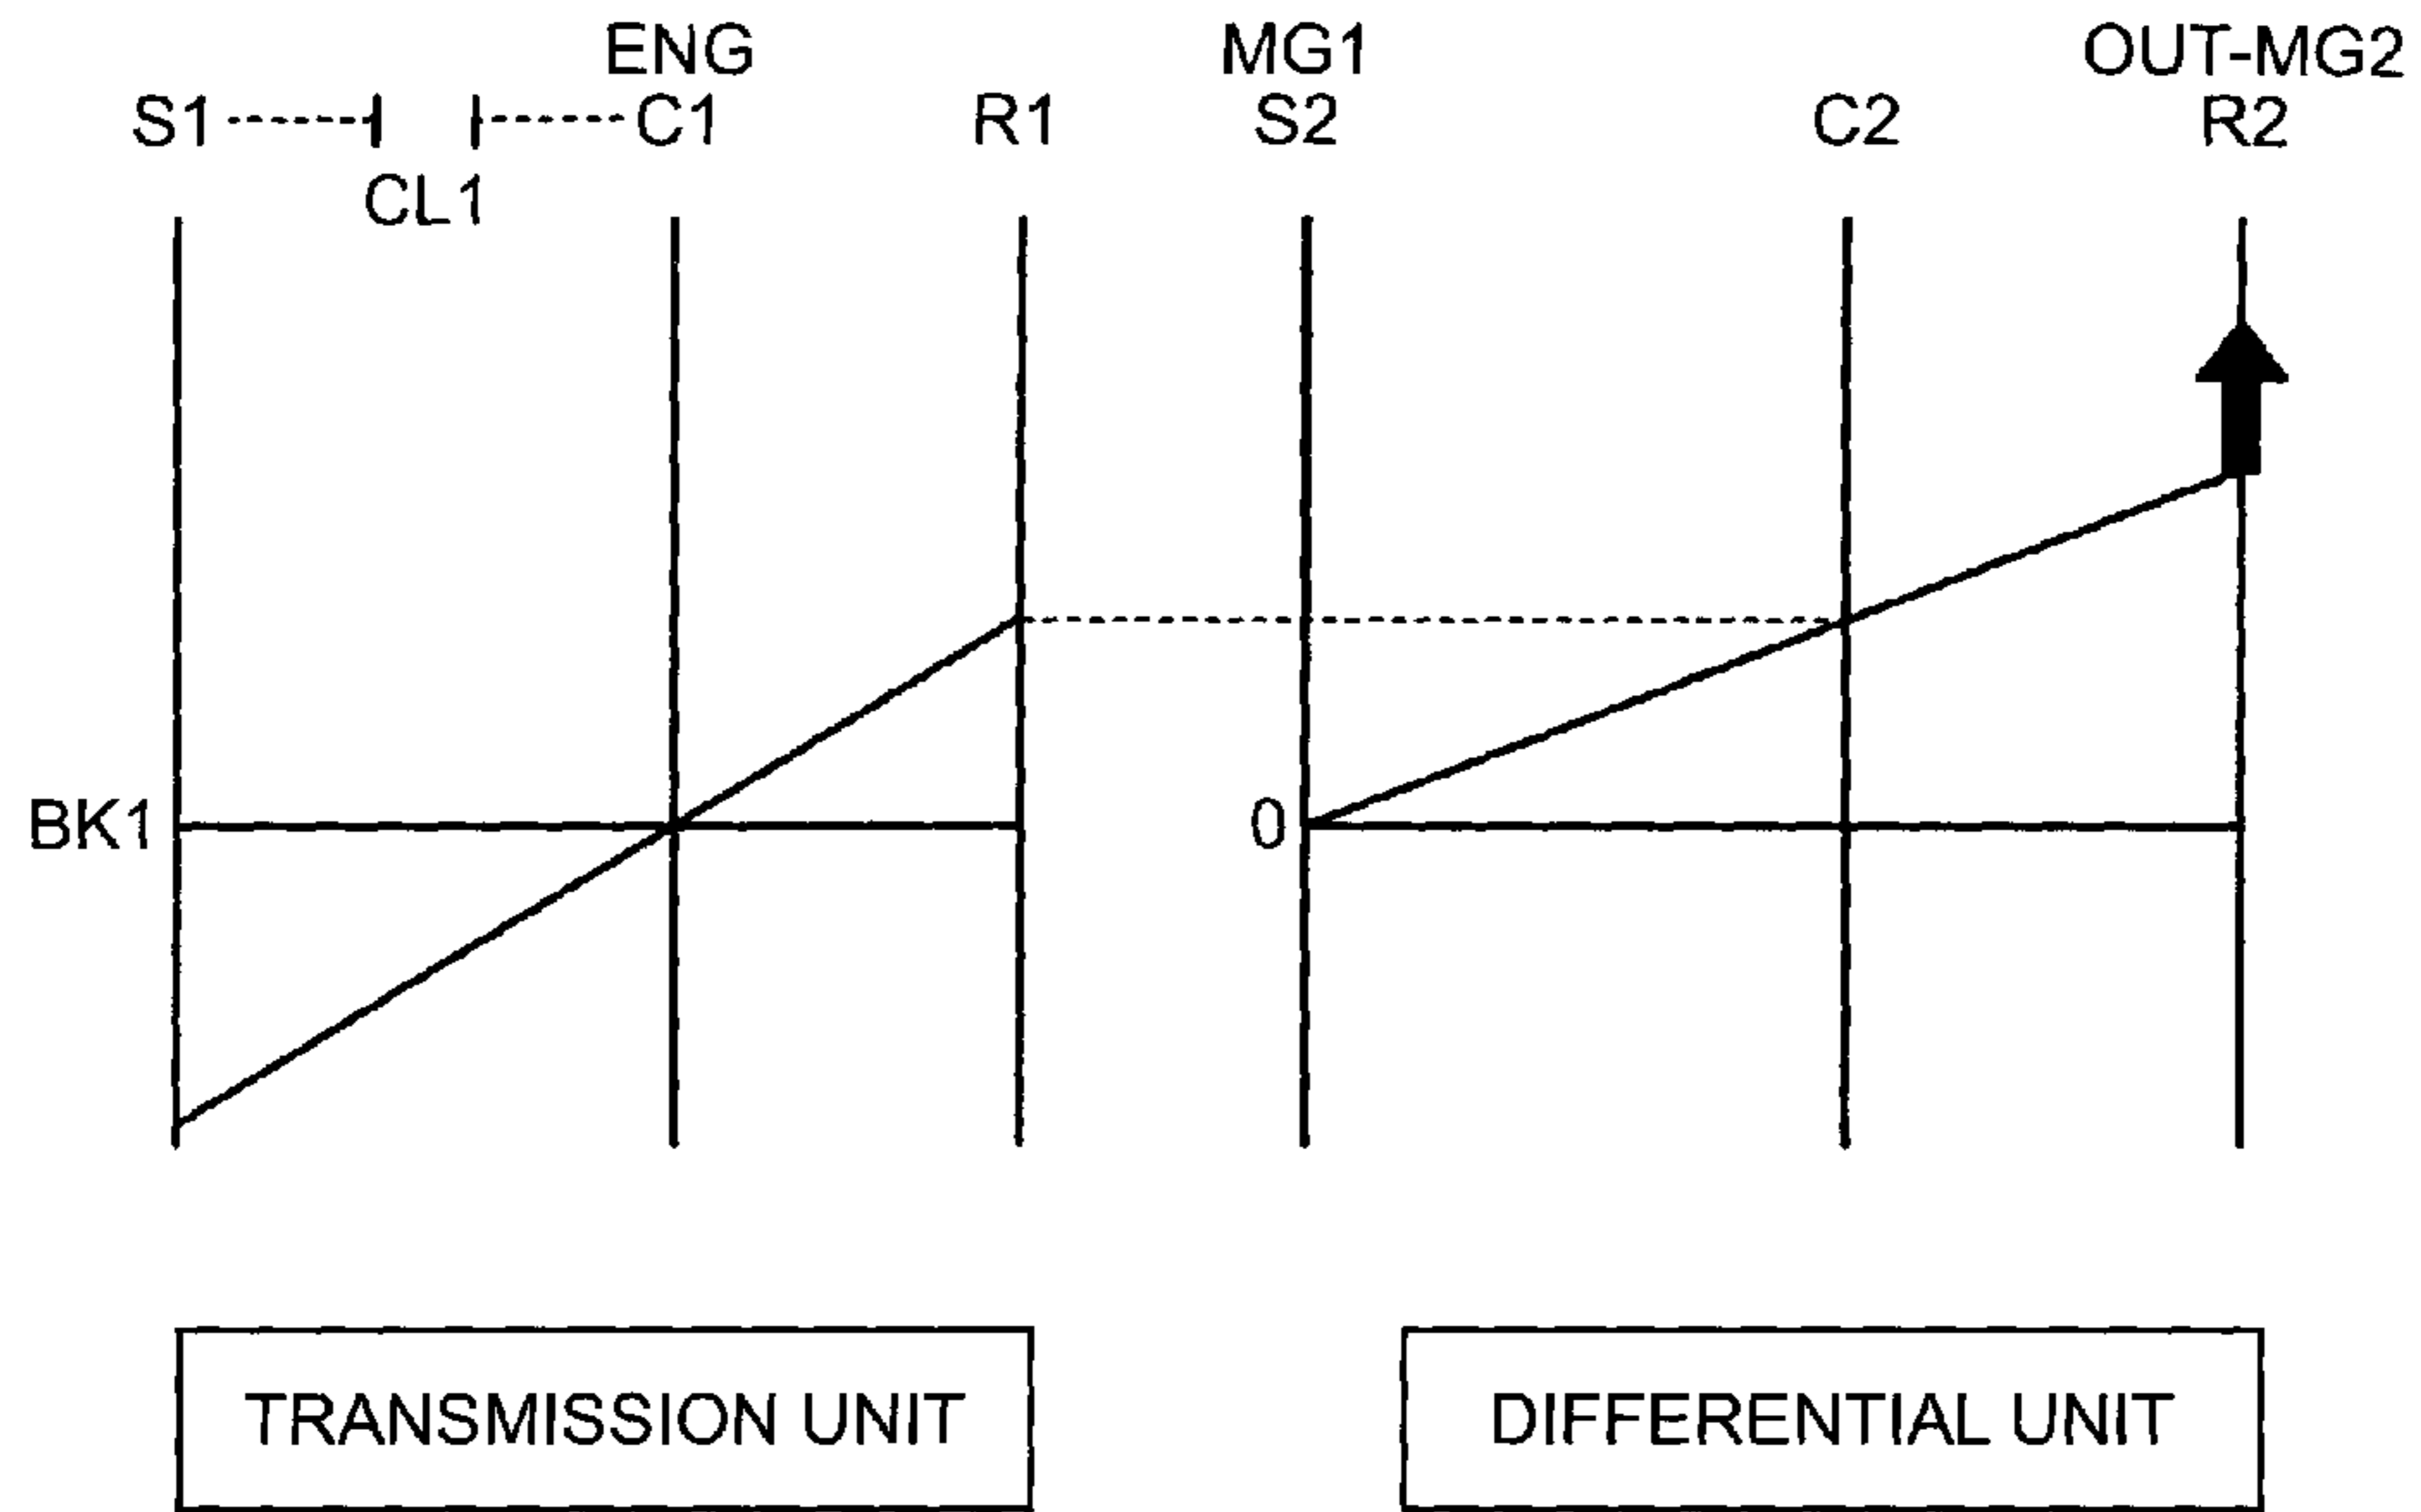 ENG MG1 OUT-MG2
S1 C1 R1 S2 C2 R2
CL1
BK1 0
TRANSMISSION UNIT DIFFERENTIAL UNIT